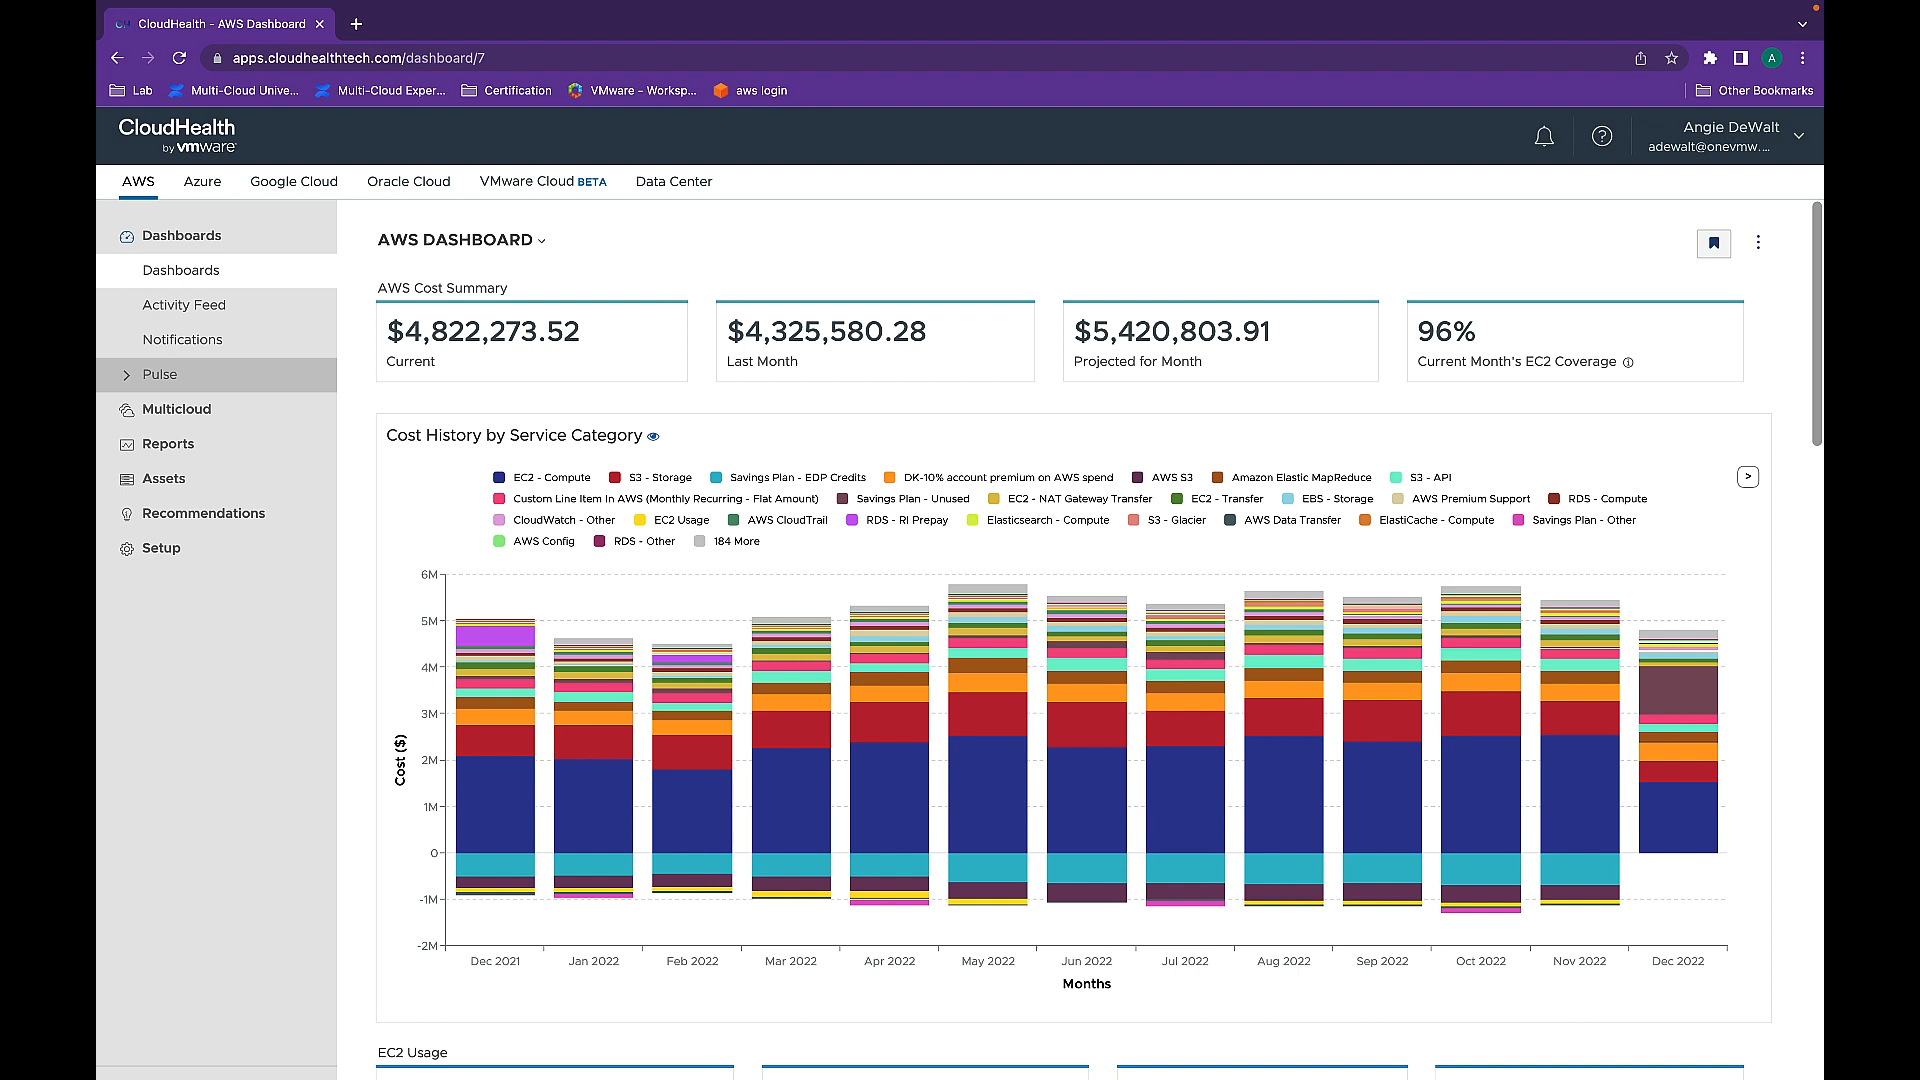 CloudHealth - AWS Dashboard
apps.cloudhealthtech.com/dashboard/7
Lab
Multi-Cloud Unive...
Multi-Cloud Exper...
Certification
VMware - Worksp...
aws login
Other Bookmarks
A
CloudHealth
by vmware
Angie DeWalt
adewalt@onevmw....
AWS
Azure
Google Cloud
Oracle Cloud
VMware Cloud BETA
Data Center
Dashboards
Dashboards
Activity Feed
Notifications
Pulse
Multicloud
Reports
Assets
Recommendations
Setup
AWS DASHBOARD
AWS Cost Summary
$4,822,273.52
Current
$4,325,580.28
Last Month
$5,420,803.91
Projected for Month
96%
Current Month's EC2 Coverage
Cost History by Service Category
EC2 - Compute S3 - Storage Savings Plan - EDP Credits DK-10% account premium on AWS spend AWS S3 Amazon Elastic MapReduce S3 - API
Custom Line Item In AWS (Monthly Recurring - Flat Amount) Savings Plan - Unused EC2 - NAT Gateway Transfer EC2 - Transfer EBS - Storage AWS Premium Support RDS - Compute
CloudWatch - Other EC2 Usage AWS CloudTrail RDS - RI Prepay Elasticsearch - Compute S3 - Glacier AWS Data Transfer ElastiCache - Compute Savings Plan - Other
AWS Config RDS - Other 184 More
6M
5M
4M
3M
2M
1M
0
-1M
-2M
Cost ($)
Dec 2021 Jan 2022 Feb 2022 Mar 2022 Apr 2022 May 2022 Jun 2022 Jul 2022 Aug 2022 Sep 2022 Oct 2022 Nov 2022 Dec 2022
Months
EC2 Usage